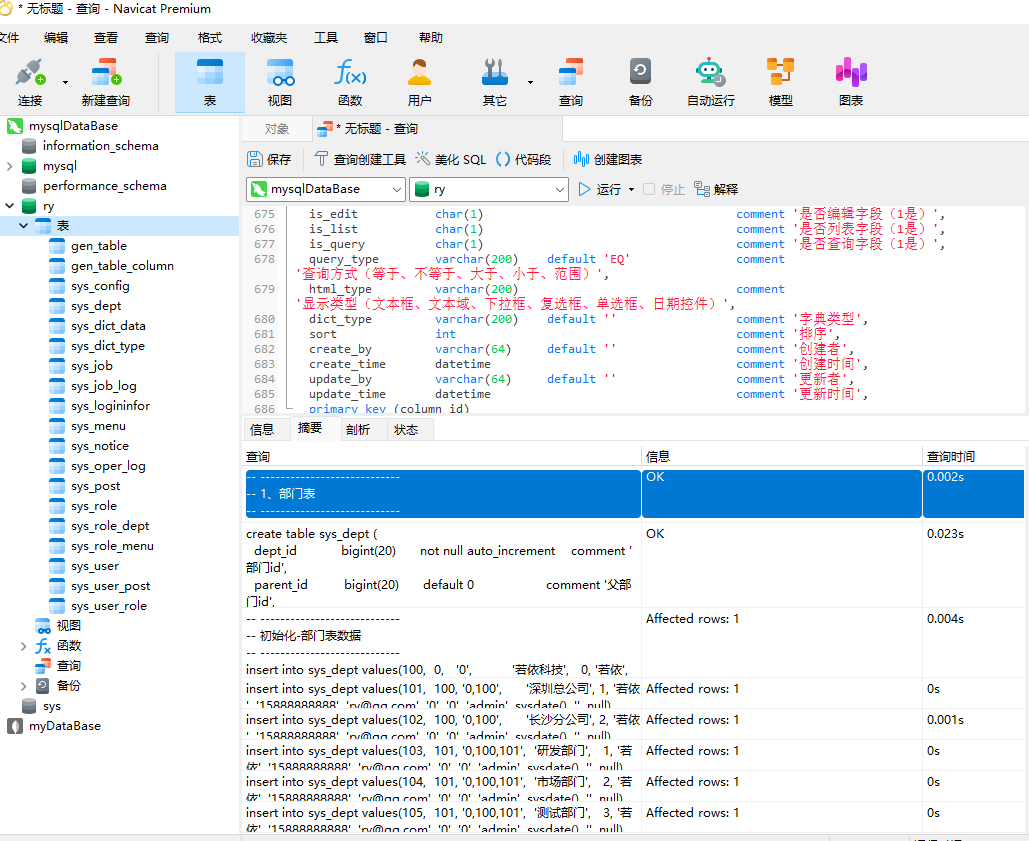 * 无标题 - 查询 - Navicat Premium
文件 编辑 查看 查询 格式 收藏夹 工具 窗口 帮助
连接 新建查询 表 视图 函数 用户 其它 查询 备份 自动运行 模型 图表
mysqlDataBase
information_schema
mysql
performance_schema
ry
表
gen_table
gen_table_column
sys_config
sys_dept
sys_dict_data
sys_dict_type
sys_job
sys_job_log
sys_logininfor
sys_menu
sys_notice
sys_oper_log
sys_post
sys_role
sys_role_dept
sys_role_menu
sys_user
sys_user_post
sys_user_role
视图
函数
查询
备份
sys
myDataBase
对象 * 无标题 - 查询
保存 查询创建工具 美化 SQL 代码段 创建图表
mysqlDataBase ry 运行 停止 解释
675 is_edit char(1) comment '是否编辑字段（1是）',
676 is_list char(1) comment '是否列表字段（1是）',
677 is_query char(1) comment '是否查询字段（1是）',
678 query_type varchar(200) default 'EQ' comment
'查询方式（等于、不等于、大于、小于、范围）',
679 html_type varchar(200) comment
'显示类型（文本框、文本域、下拉框、复选框、单选框、日期控件）',
680 dict_type varchar(200) default '' comment '字典类型',
681 sort int comment '排序',
682 create_by varchar(64) default '' comment '创建者',
683 create_time datetime comment '创建时间',
684 update_by varchar(64) default '' comment '更新者',
685 update_time datetime comment '更新时间',
686 primary key (column_id)
信息 摘要 剖析 状态
查询 信息 查询时间
-- ---------------------------- OK 0.002s
-- 1、部门表
-- ----------------------------
create table sys_dept ( OK 0.023s
dept_id bigint(20) not null auto_increment comment '
部门id',
parent_id bigint(20) default 0 comment '父部
门id',
-- ---------------------------- Affected rows: 1 0.004s
-- 初始化-部门表数据
-- ----------------------------
insert into sys_dept values(100, 0, '0', '若依科技', 0, '若依',
insert into sys_dept values(101, 100, '0,100', '深圳总公司', 1, '若依 Affected rows: 1 0s
', '15888888888', 'ry@qq.com', '0', '0', 'admin', sysdate(), '', null)
insert into sys_dept values(102, 100, '0,100', '长沙分公司', 2, '若依 Affected rows: 1 0.001s
', '15888888888', 'ry@qq.com', '0', '0', 'admin', sysdate(), '', null)
insert into sys_dept values(103, 101, '0,100,101', '研发部门', 1, '若 Affected rows: 1 0s
依', '15888888888', 'ry@qq.com', '0', '0', 'admin', sysdate(), '', null)
insert into sys_dept values(104, 101, '0,100,101', '市场部门', 2, '若 Affected rows: 1 0s
依', '15888888888', 'ry@qq.com', '0', '0', 'admin', sysdate(), '', null)
insert into sys_dept values(105, 101, '0,100,101', '测试部门', 3, '若 Affected rows: 1 0s
依', '15888888888', 'ry@qq.com', '0', '0', 'admin', sysdate(), '', null)